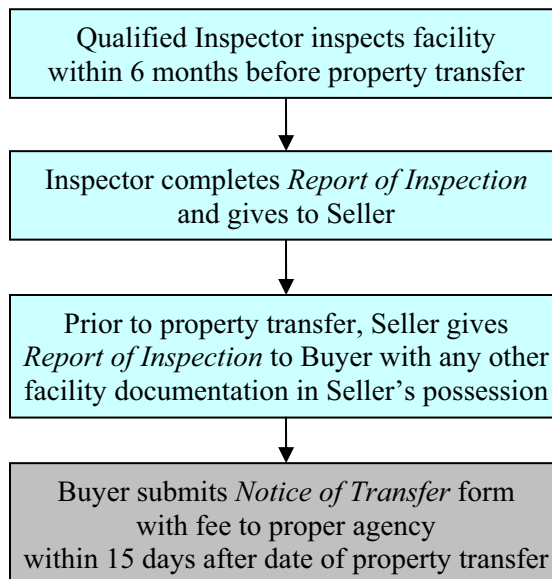 Qualified Inspector inspects facility
within 6 months before property transfer
Inspector completes Report of Inspection
and gives to Seller
Prior to property transfer, Seller gives
Report of Inspection to Buyer with any other
facility documentation in Seller’s possession
Buyer submits Notice of Transfer form
with fee to proper agency
within 15 days after date of property transfer